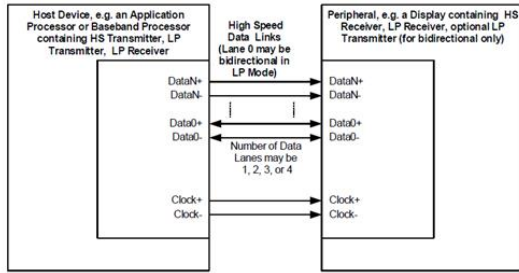 Host Device, e.g. an Application
Processor or Baseband Processor
containing HS Transmitter, LP
Transmitter, LP Receiver
High Speed
Data Links
(Lane 0 may be
bidirectional in
LP Mode)
Peripheral, e.g. a Display containing HS
Receiver, LP Receiver, optional LP
Transmitter (for bidirectional only)
DataN+
DataN-
Data0+
Data0-
DataN+
DataN-
Data0+
Data0-
Number of Data
Lanes may be
1, 2, 3, or 4
Clock+
Clock-
Clock+
Clock-